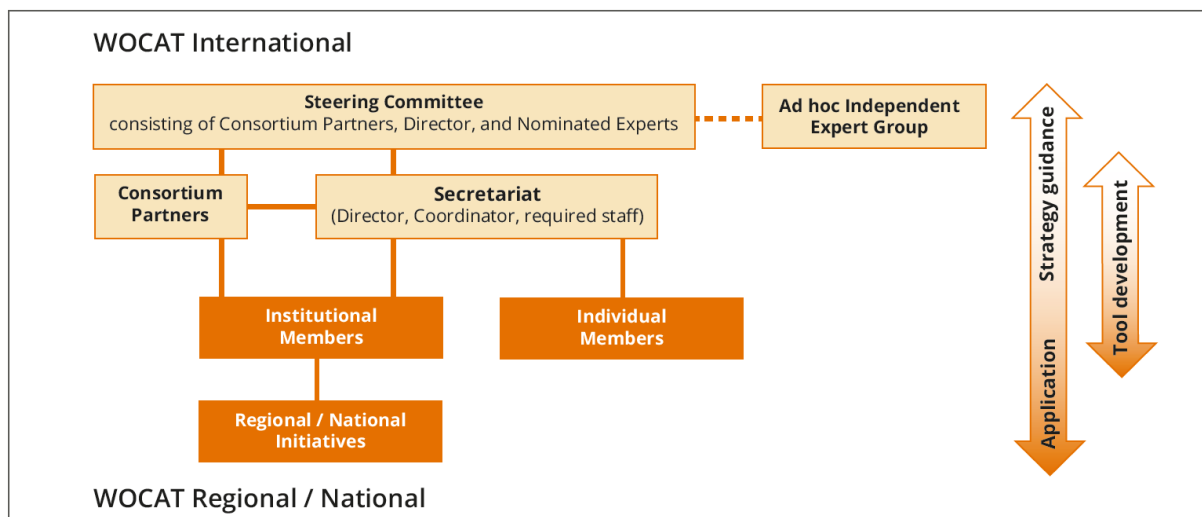 WOCAT International
Steering Committee
consisting of Consortium Partners, Director, and Nominated Experts
Ad hoc Independent
Expert Group
Consortium
Partners
Secretariat
(Director, Coordinator, required staff)
Institutional
Members
Individual
Members
Regional / National
Initiatives
WOCAT Regional / National
Strategy guidance
Application
Tool development